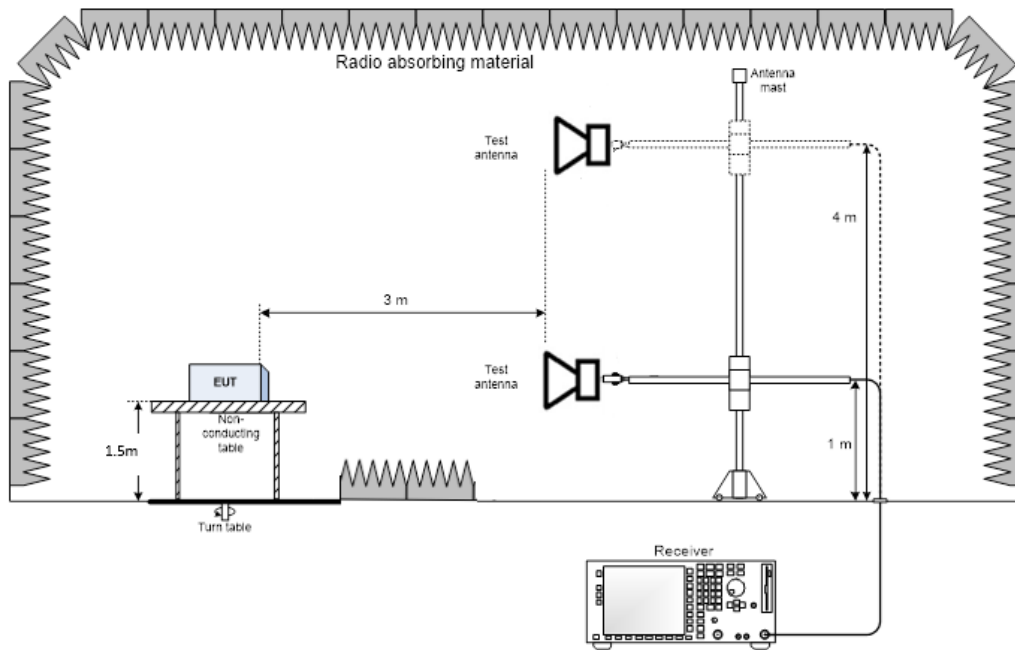 Radio absorbing material
Antenna
mast
Test
antenna
4 m
3 m
Test
antenna
EUT
Non-
conducting
table
1.5m
1 m
Turn table
Receiver